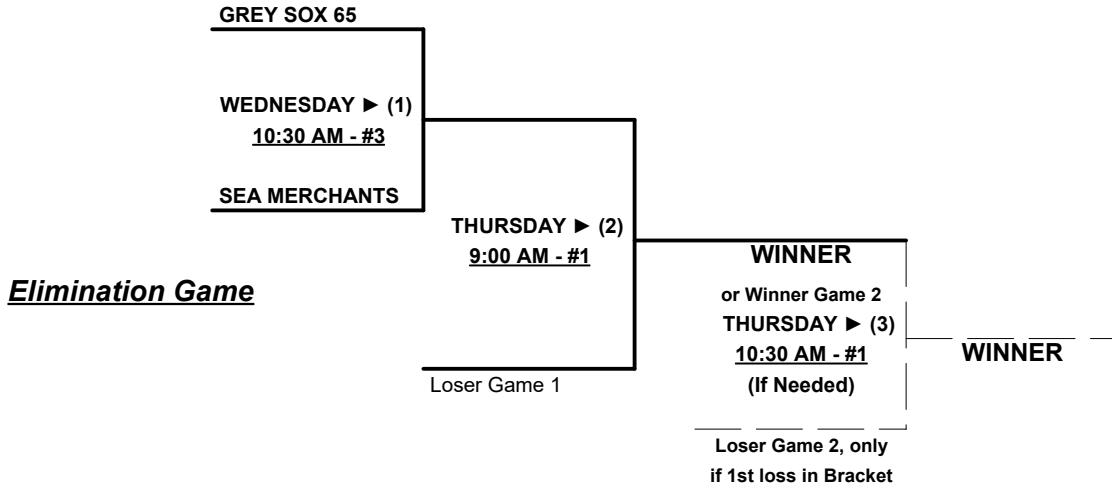 GREY SOX 65
WEDNESDAY ► (1)
10:30 AM - #3
SEA MERCHANTS
THURSDAY ► (2)
9:00 AM - #1
WINNER
Elimination Game
or Winner Game 2
THURSDAY ► (3)
10:30 AM - #1
WINNER
Loser Game 1
(If Needed)
Loser Game 2, only
if 1st loss in Bracket